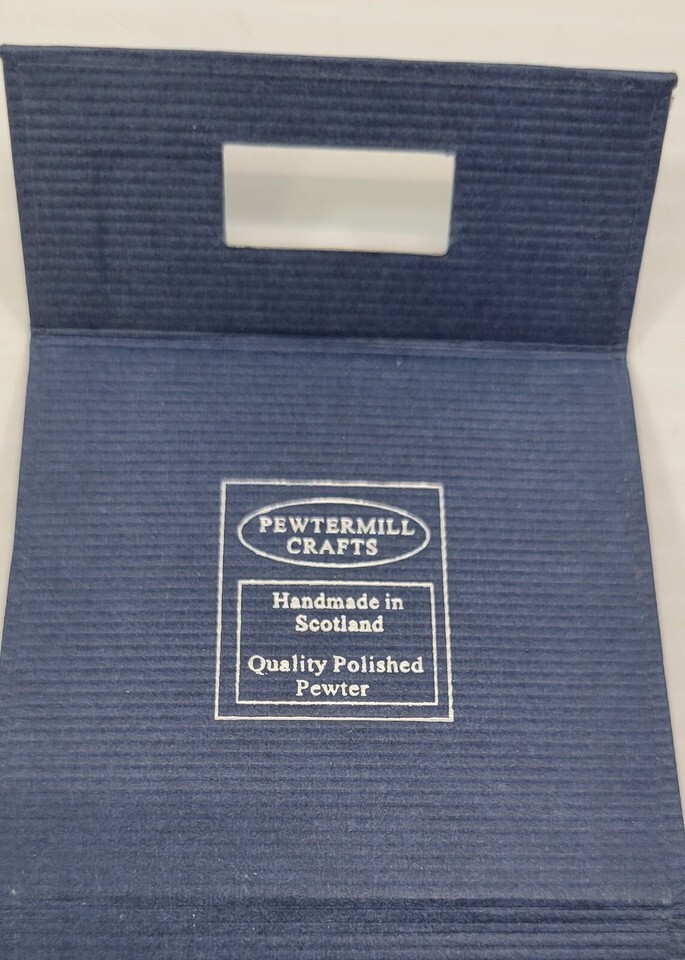 PEWTERMILL
CRAFTS
Handmade in
Scotland
Quality Polished
Pewter